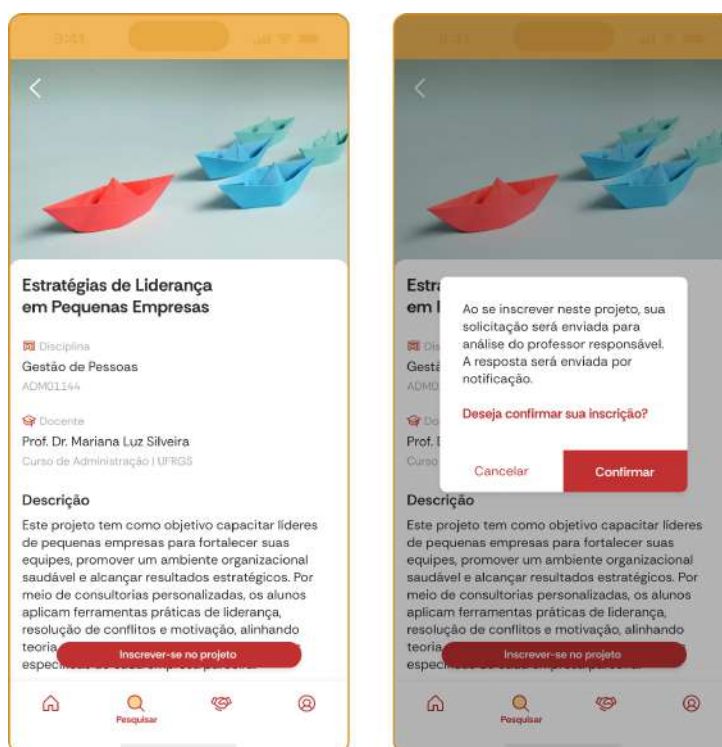 9:41
Estratégias de Liderança
em Pequenas Empresas
Disciplina
Gestão de Pessoas
ADM01144
Docente
Prof. Dr. Mariana Luz Silveira
Curso de Administração | UFRGS
Descrição
Este projeto tem como objetivo capacitar líderes
de pequenas empresas para fortalecer suas
equipes, promover um ambiente organizacional
saudável e alcançar resultados estratégicos. Por
meio de consultorias personalizadas, os alunos
aplicam ferramentas práticas de liderança,
resolução de conflitos e motivação, alinhando
teoria
Inscrever-se no projeto
Pesquisar
9:41
em
Ao se inscrever neste projeto, sua
solicitação será enviada para
análise do professor responsável.
A resposta será enviada por
notificação.
Deseja confirmar sua inscrição?
Cancelar
Confirmar
Prof.
Curso
Descrição
Este projeto tem como objetivo capacitar líderes
de pequenas empresas para fortalecer suas
equipes, promover um ambiente organizacional
saudável e alcançar resultados estratégicos. Por
meio de consultorias personalizadas, os alunos
aplicam ferramentas práticas de liderança,
resolução de conflitos e motivação, alinhando
teoria
Inscrever-se no projeto
Pesquisar